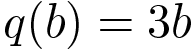 q(b) = 3b